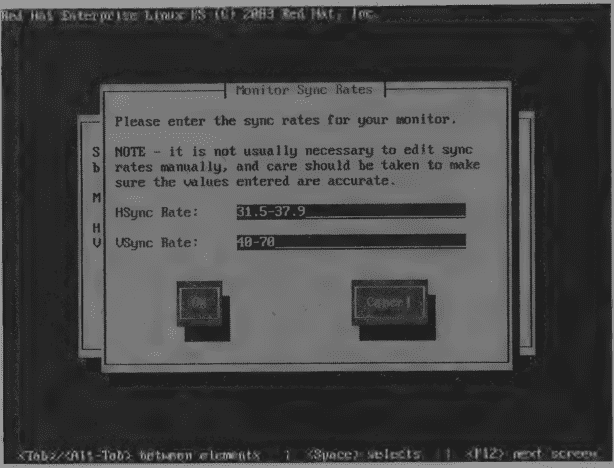 Red Hat Enterprise Linux WS (C) 2003 Red Hat, Inc.
Monitor Sync Rates
Please enter the sync rates for your monitor.
S
NOTE - it is not usually necessary to edit sync
b
rates manually, and care should be taken to make
sure the values entered are accurate.
M
HSync Rate: 31.5-37.9
H
V
VSync Rate: 40-70
Ok
Cancel
<Tab>/<Alt-Tab> between elements | <Space> selects | <F12> next screen